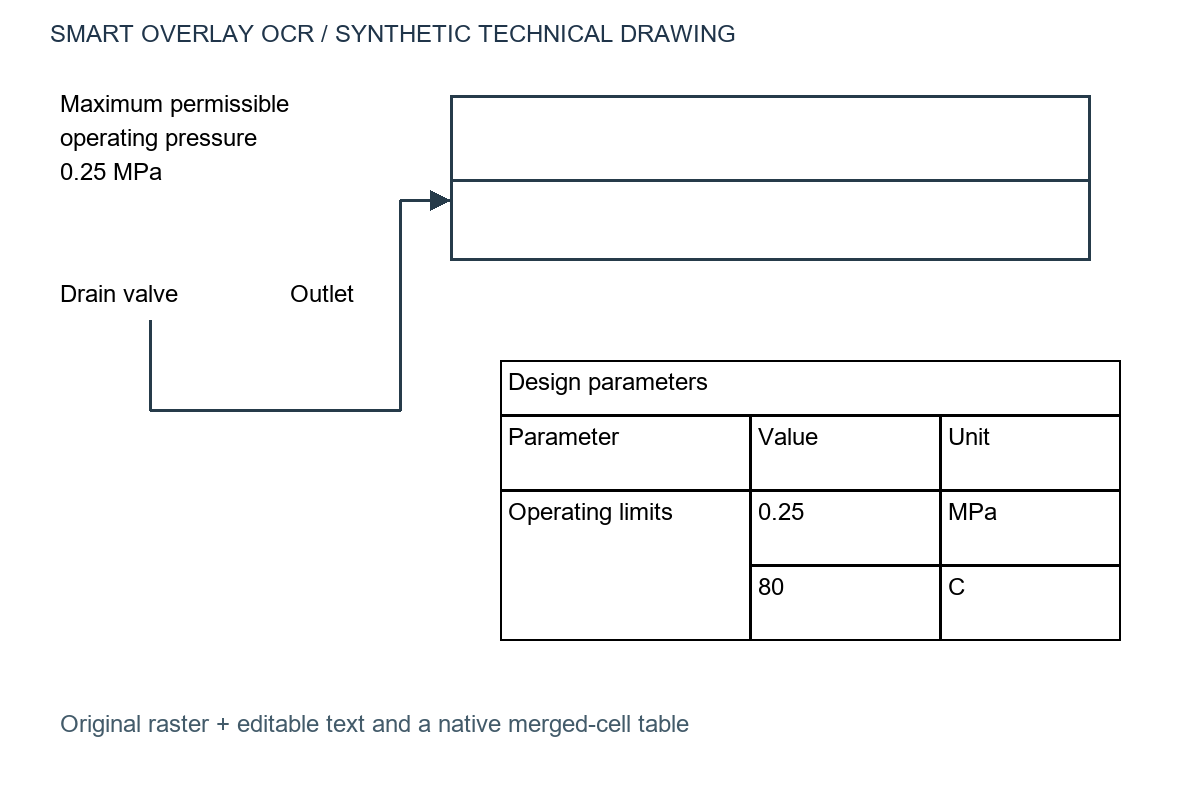 SMART OVERLAY OCR / SYNTHETIC TECHNICAL DRAWING
Maximum permissible
operating pressure
0.25 MPa
Drain valve
Outlet
Design parameters
Parameter Value Unit
Operating limits 0.25 MPa
80 C
Original raster + editable text and a native merged-cell table